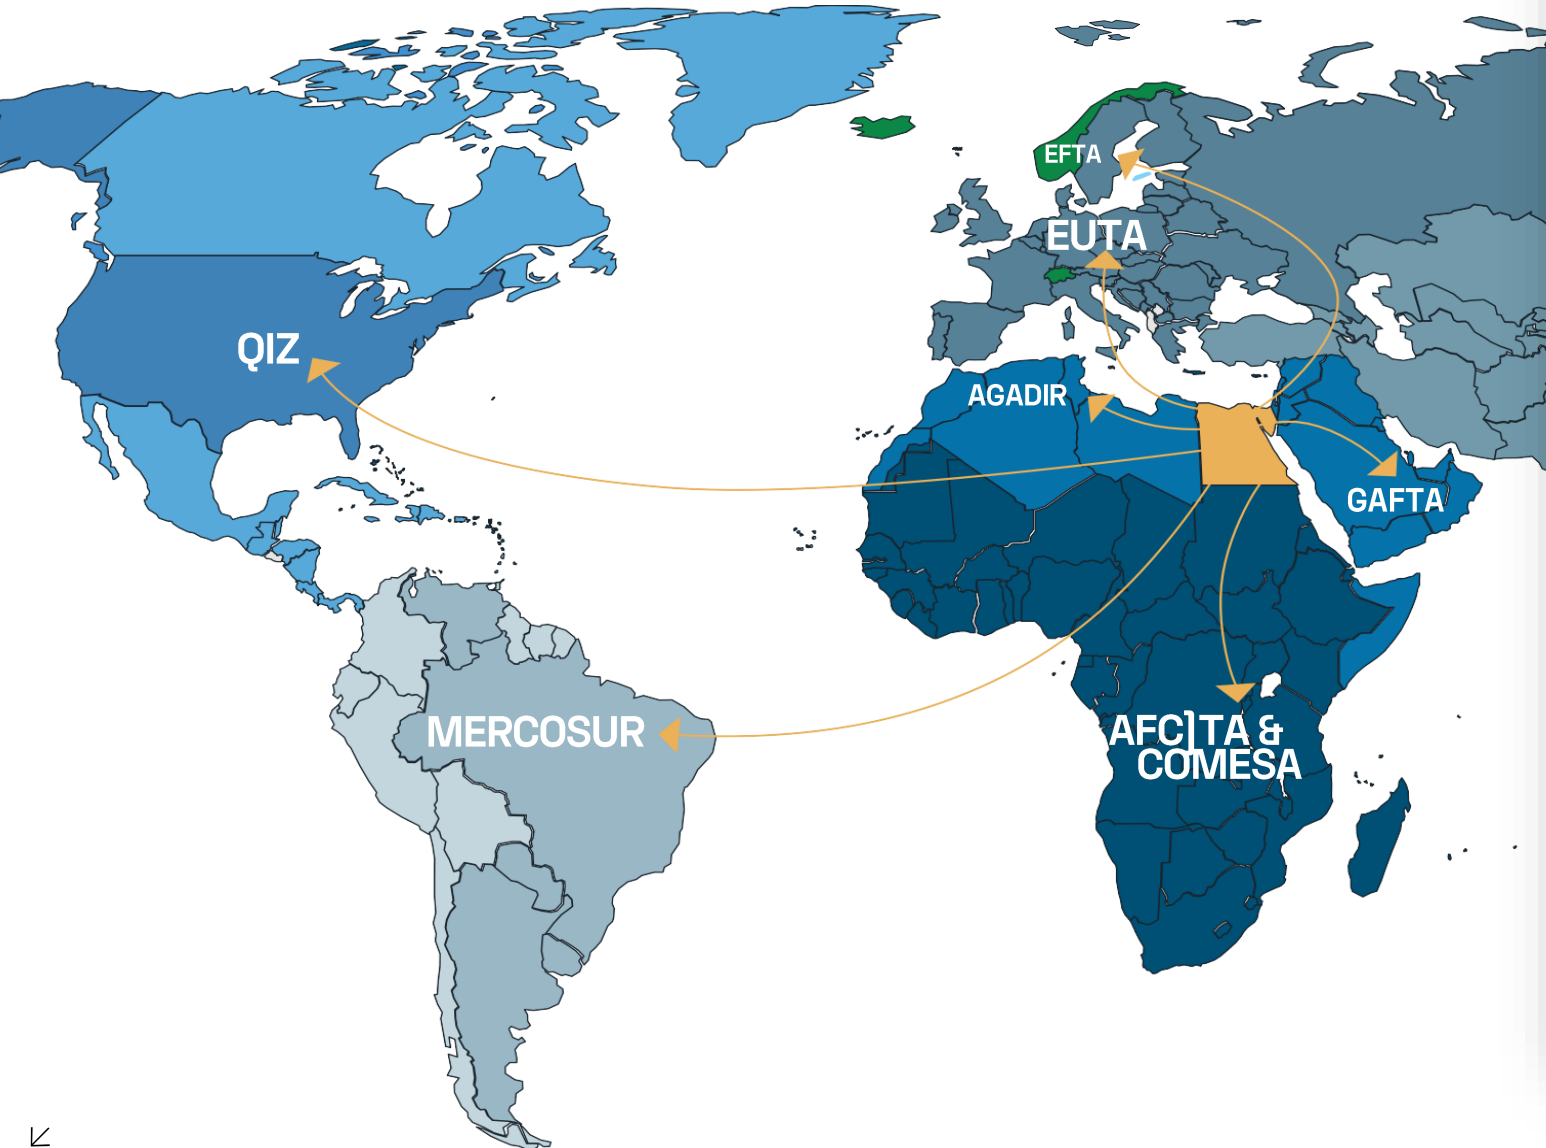 EFTA
EUTA
QIZ
AGADIR
GAFTA
MERCOSUR
AFC]TA &
COMESA